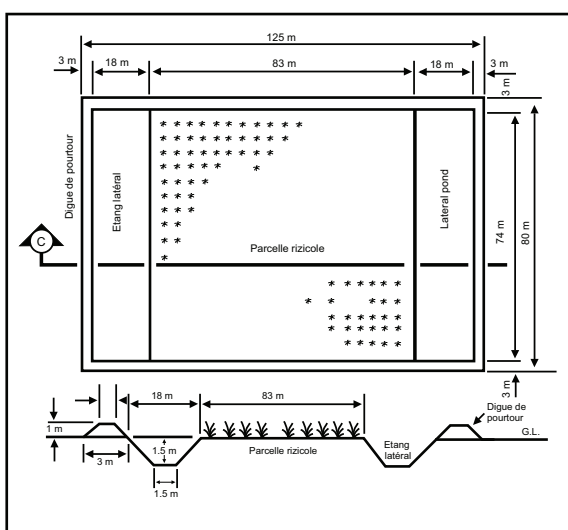 125 m
3 m
18 m
83 m
18 m
3 m
3 m
Digue de pourtour
Etang latéral
Lateral pond
74 m
80 m
C
Parcelle rizicole
3 m
18 m
83 m
Digue de
pourtour
1 m
3 m
1.5 m
Parcelle rizicole
Etang
latéral
G.L.
1.5 m